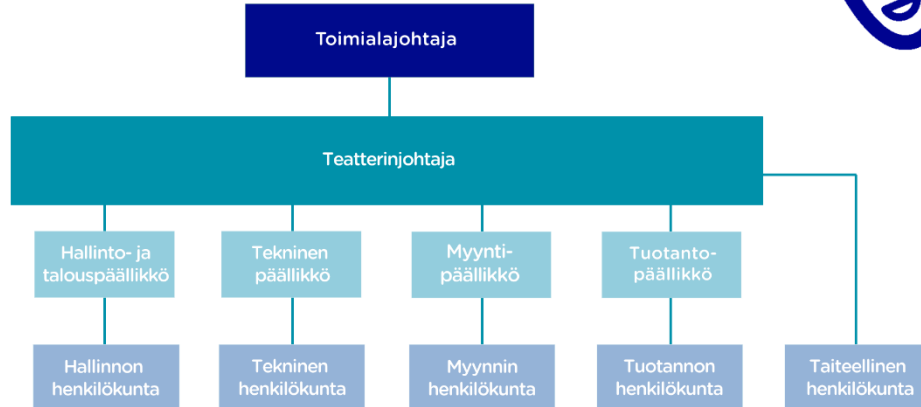 Toimialajohtaja
Teatterinjohtaja
Hallinto- ja
talouspäällikkö
Tekninen
päällikkö
Myynti-
päällikkö
Tuotanto-
päällikkö
Hallinnon
henkilökunta
Tekninen
henkilökunta
Myynnin
henkilökunta
Tuotannon
henkilökunta
Taiteellinen
henkilökunta